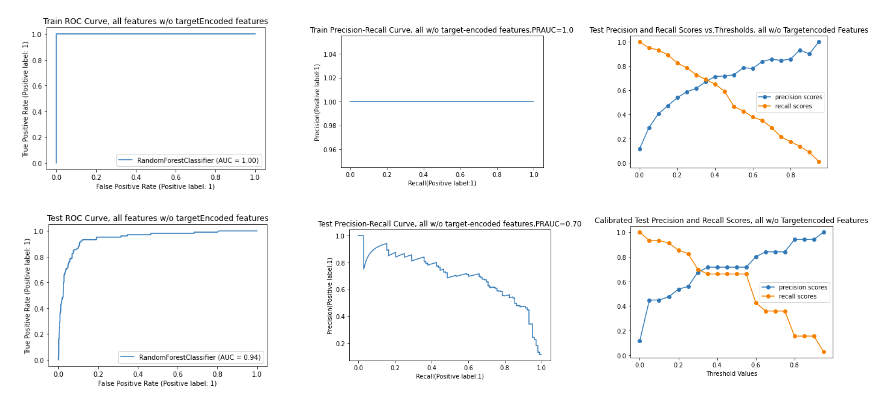 Train ROC Curve, all features w/o targetEncoded features
True Positive Rate (Positive label: 1)
1.0
0.8
0.6
0.4
0.2
0.0
RandomForestClassifier (AUC = 1.00)
0.0 0.2 0.4 0.6 0.8 1.0
False Positive Rate (Positive label: 1)
Train Precision-Recall Curve, all w/o target-encoded features,PRAUC=1.0
Precision(Positive label:1)
1.04
1.02
1.00
0.98
0.96
0.0 0.2 0.4 0.6 0.8 1.0
Recall(Positive label:1)
Test Precision and Recall Scores vs.Thresholds, all w/o Targetencoded Features
1.0
0.8
0.6
0.4
0.2
0.0
precision scores
recall scores
0.0 0.2 0.4 0.6 0.8
Test ROC Curve, all features w/o targetEncoded features
True Positive Rate (Positive label: 1)
1.0
0.8
0.6
0.4
0.2
0.0
RandomForestClassifier (AUC = 0.94)
0.0 0.2 0.4 0.6 0.8 1.0
False Positive Rate (Positive label: 1)
Test Precision-Recall Curve, all w/o target-encoded features,PRAUC=0.70
Precision(Positive label:1)
1.0
0.8
0.6
0.4
0.2
0.0 0.2 0.4 0.6 0.8 1.0
Recall(Positive label:1)
Calibrated Test Precision and Recall Scores, all w/o Targetencoded Features
1.0
0.8
0.6
0.4
0.2
0.0
precision scores
recall scores
0.0 0.2 0.4 0.6 0.8
Threshold Values